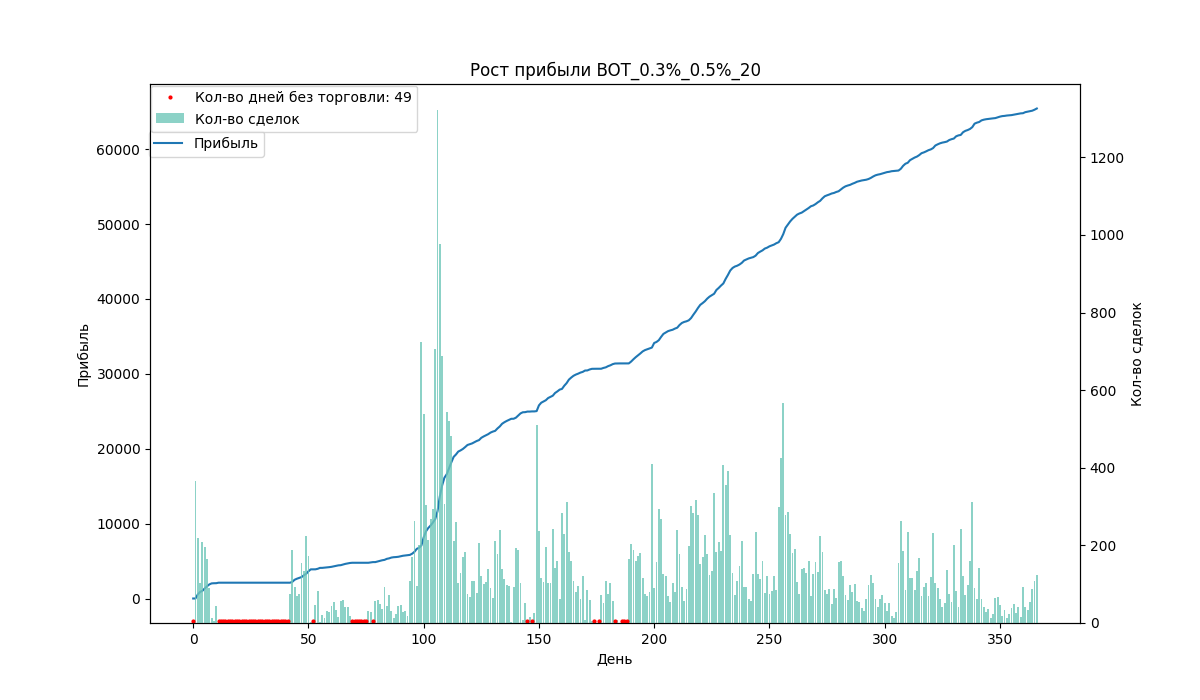 Рост прибыли BOT_0.3%_0.5%_20
Кол-во дней без торговли: 49
Кол-во сделок
Прибыль
60000
50000
40000
30000
20000
10000
0
Прибыль
1200
1000
800
600
400
200
0
Кол-во сделок
0 50 100 150 200 250 300 350
День